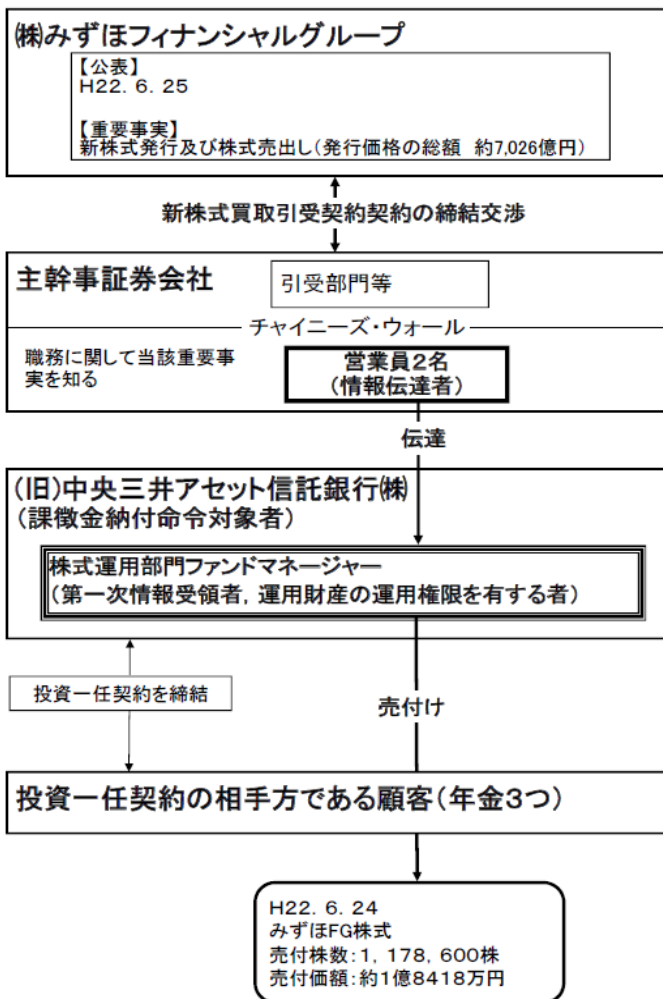 ㈱みずほフィナンシャルグループ
【公表】
H22．6．25
【重要事実】
新株式発行及び株式売出し（発行価格の総額　約7,026億円）
新株式買取引受契約契約の締結交渉
主幹事証券会社
引受部門等
チャイニーズ・ウォール
職務に関して当該重要事
実を知る
営業員２名
（情報伝達者）
伝達
（旧）中央三井アセット信託銀行㈱
（課徴金納付命令対象者）
株式運用部門ファンドマネージャー
（第一次情報受領者，運用財産の運用権限を有する者）
投資一任契約を締結
売付け
投資一任契約の相手方である顧客（年金３つ）
H22．6．24
みずほFG株式
売付株数：１，１７８，６００株
売付価額：約１億８４１８万円